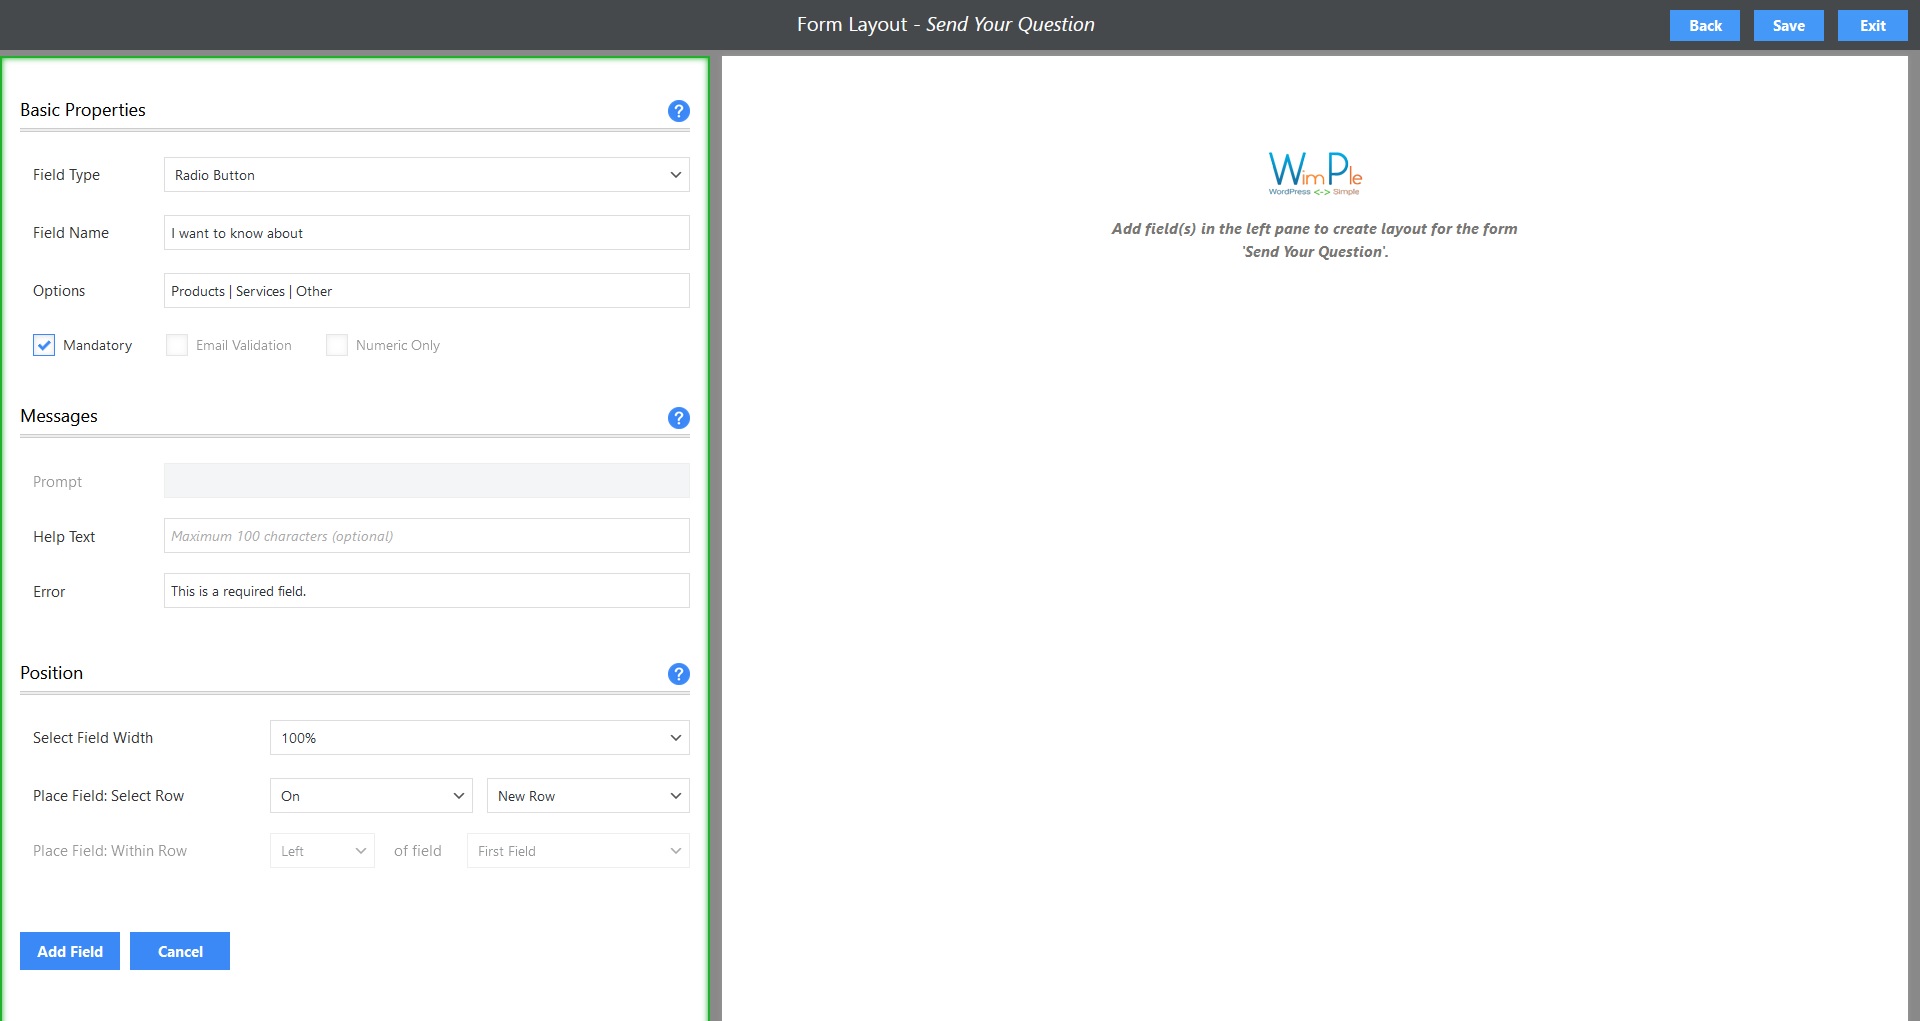 Form Layout - Send Your Question
Back Save Exit
Basic Properties ?
Field Type Radio Button
Field Name I want to know about
Options Products | Services | Other
Mandatory Email Validation Numeric Only
Messages ?
Prompt
Help Text Maximum 100 characters (optional)
Error This is a required field.
Position ?
Select Field Width 100%
Place Field: Select Row On New Row
Place Field: Within Row Left of field First Field
Add Field Cancel
WimPle
WordPress <-> Simple
Add field(s) in the left pane to create layout for the form
'Send Your Question'.